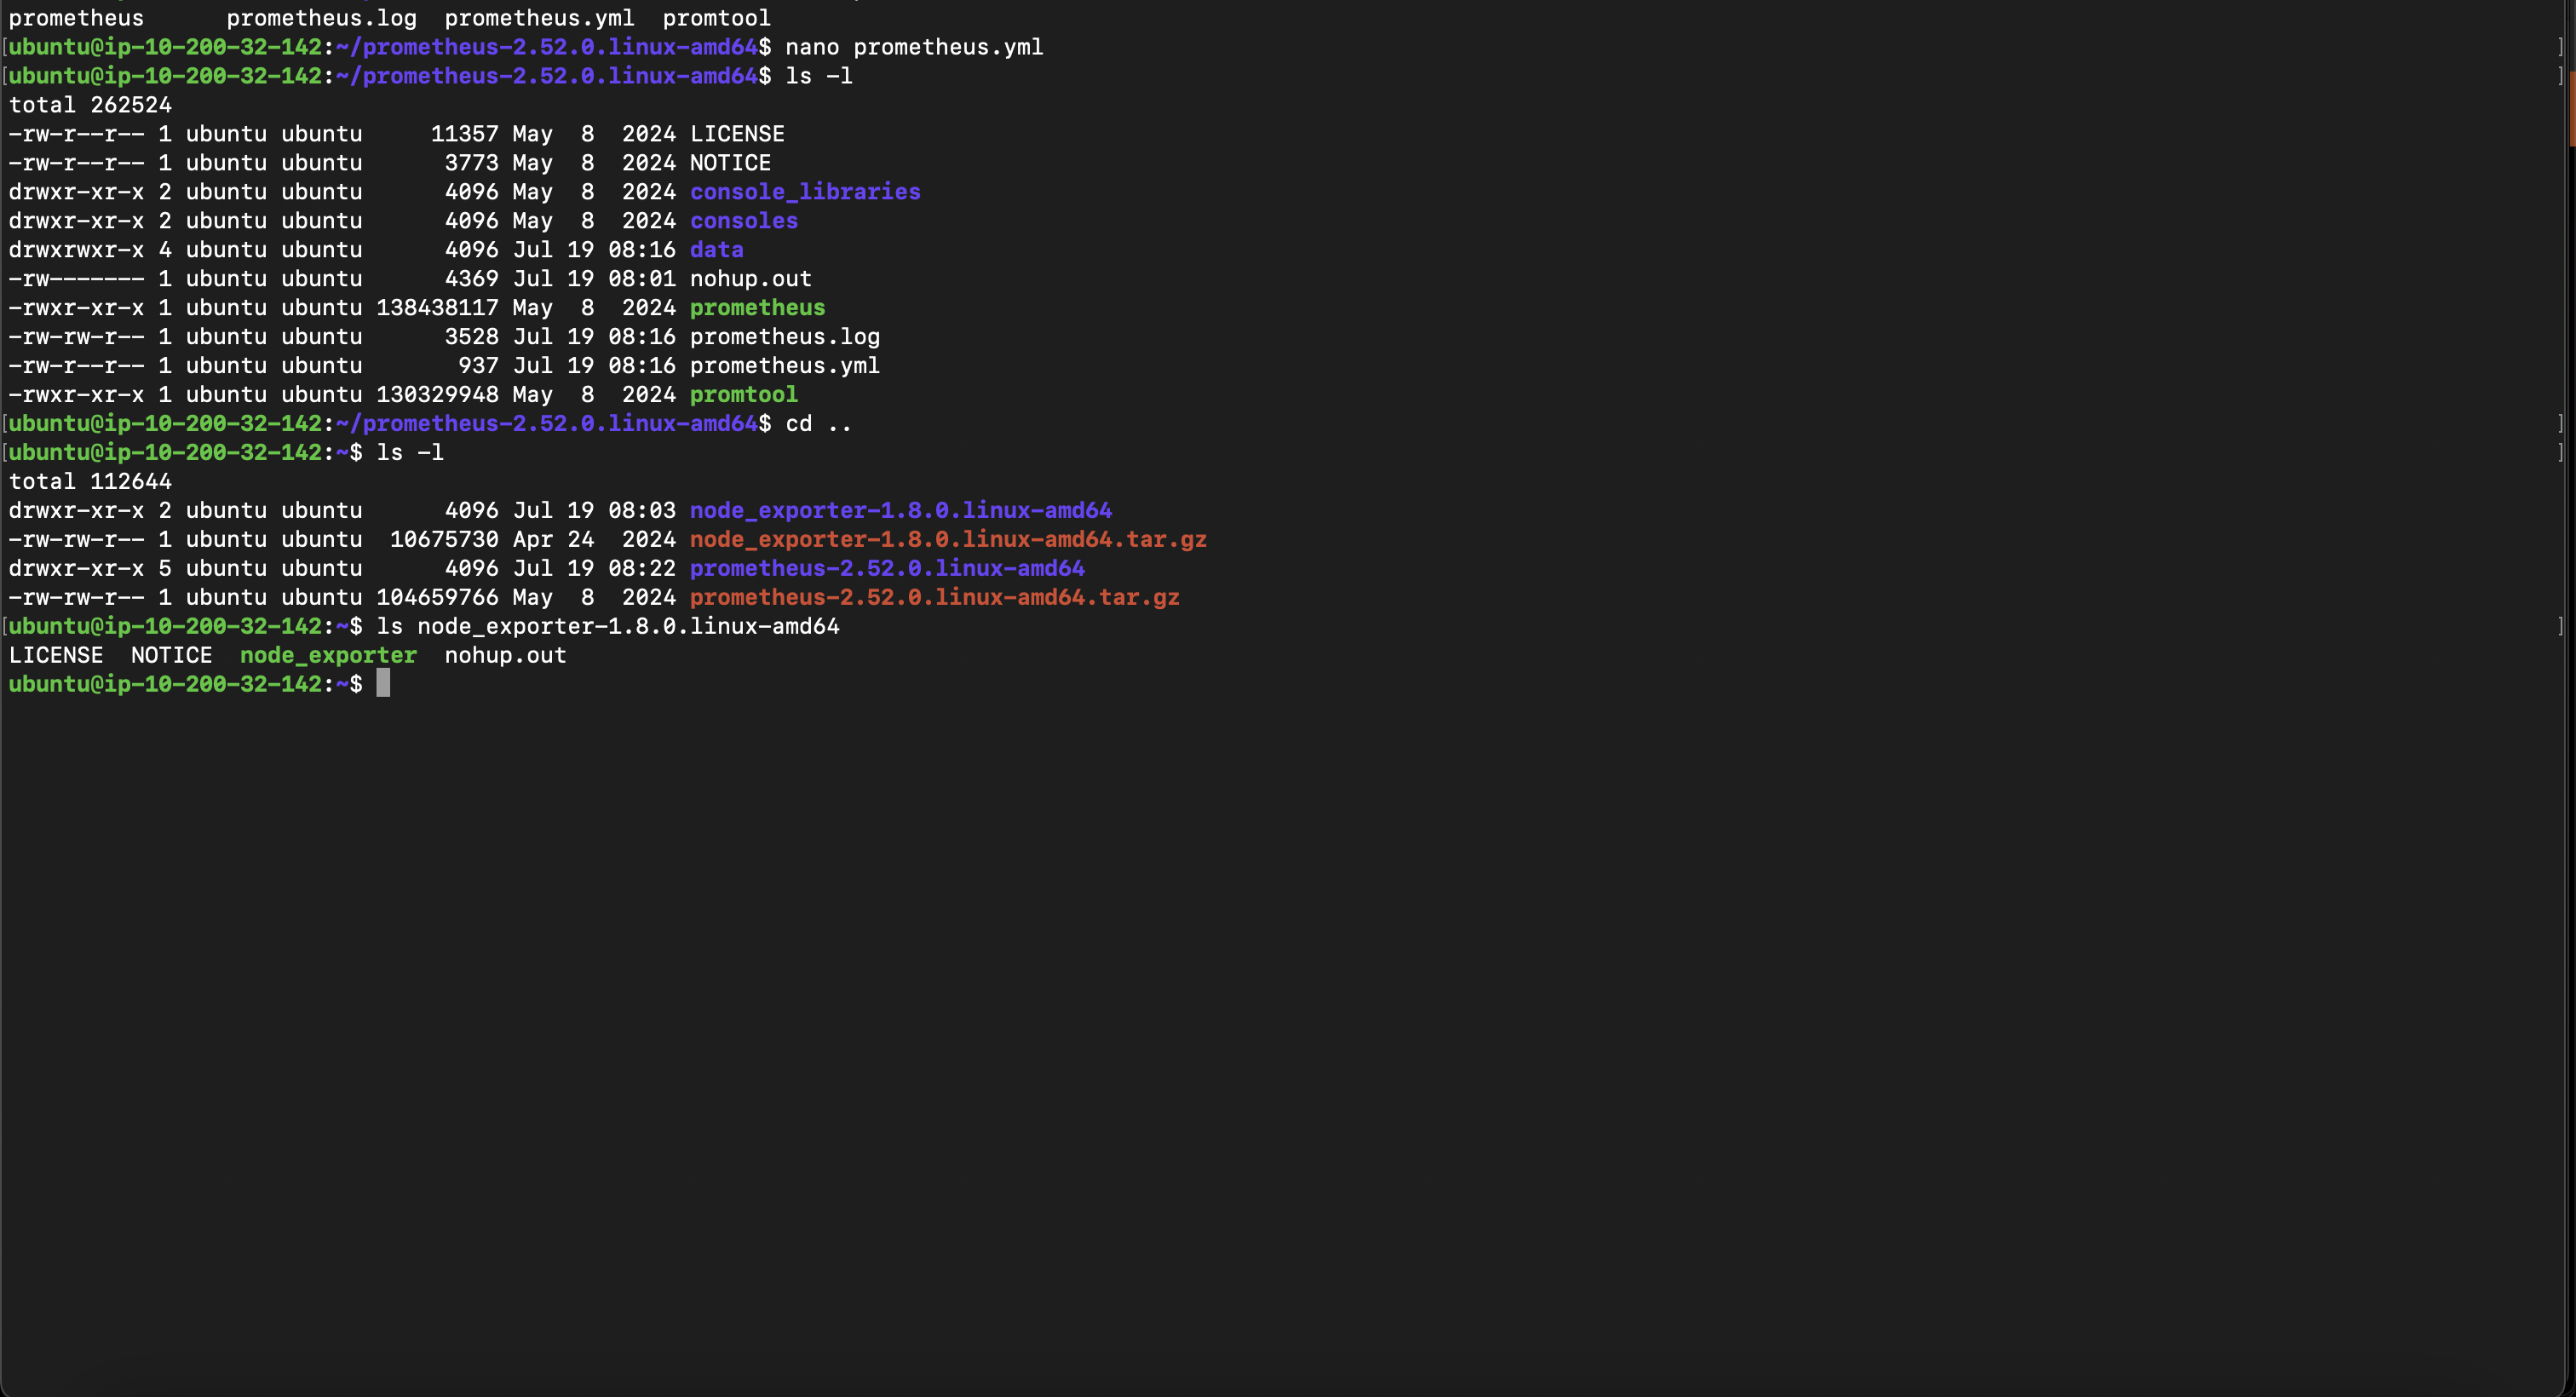 prometheus      prometheus.log  prometheus.yml  promtool
[ubuntu@ip-10-200-32-142:~/prometheus-2.52.0.linux-amd64$ nano prometheus.yml ]
[ubuntu@ip-10-200-32-142:~/prometheus-2.52.0.linux-amd64$ ls -l ]
total 262524
-rw-r--r-- 1 ubuntu ubuntu     11357 May  8  2024 LICENSE
-rw-r--r-- 1 ubuntu ubuntu      3773 May  8  2024 NOTICE
drwxr-xr-x 2 ubuntu ubuntu      4096 May  8  2024 console_libraries
drwxr-xr-x 2 ubuntu ubuntu      4096 May  8  2024 consoles
drwxrwxr-x 4 ubuntu ubuntu      4096 Jul 19 08:16 data
-rw------- 1 ubuntu ubuntu      4369 Jul 19 08:01 nohup.out
-rwxr-xr-x 1 ubuntu ubuntu 138438117 May  8  2024 prometheus
-rw-rw-r-- 1 ubuntu ubuntu      3528 Jul 19 08:16 prometheus.log
-rw-r--r-- 1 ubuntu ubuntu       937 Jul 19 08:16 prometheus.yml
-rwxr-xr-x 1 ubuntu ubuntu 130329948 May  8  2024 promtool
[ubuntu@ip-10-200-32-142:~/prometheus-2.52.0.linux-amd64$ cd .. ]
[ubuntu@ip-10-200-32-142:~$ ls -l ]
total 112644
drwxr-xr-x 2 ubuntu ubuntu      4096 Jul 19 08:03 node_exporter-1.8.0.linux-amd64
-rw-rw-r-- 1 ubuntu ubuntu  10675730 Apr 24  2024 node_exporter-1.8.0.linux-amd64.tar.gz
drwxr-xr-x 5 ubuntu ubuntu      4096 Jul 19 08:22 prometheus-2.52.0.linux-amd64
-rw-rw-r-- 1 ubuntu ubuntu 104659766 May  8  2024 prometheus-2.52.0.linux-amd64.tar.gz
[ubuntu@ip-10-200-32-142:~$ ls node_exporter-1.8.0.linux-amd64 ]
LICENSE  NOTICE  node_exporter  nohup.out
ubuntu@ip-10-200-32-142:~$